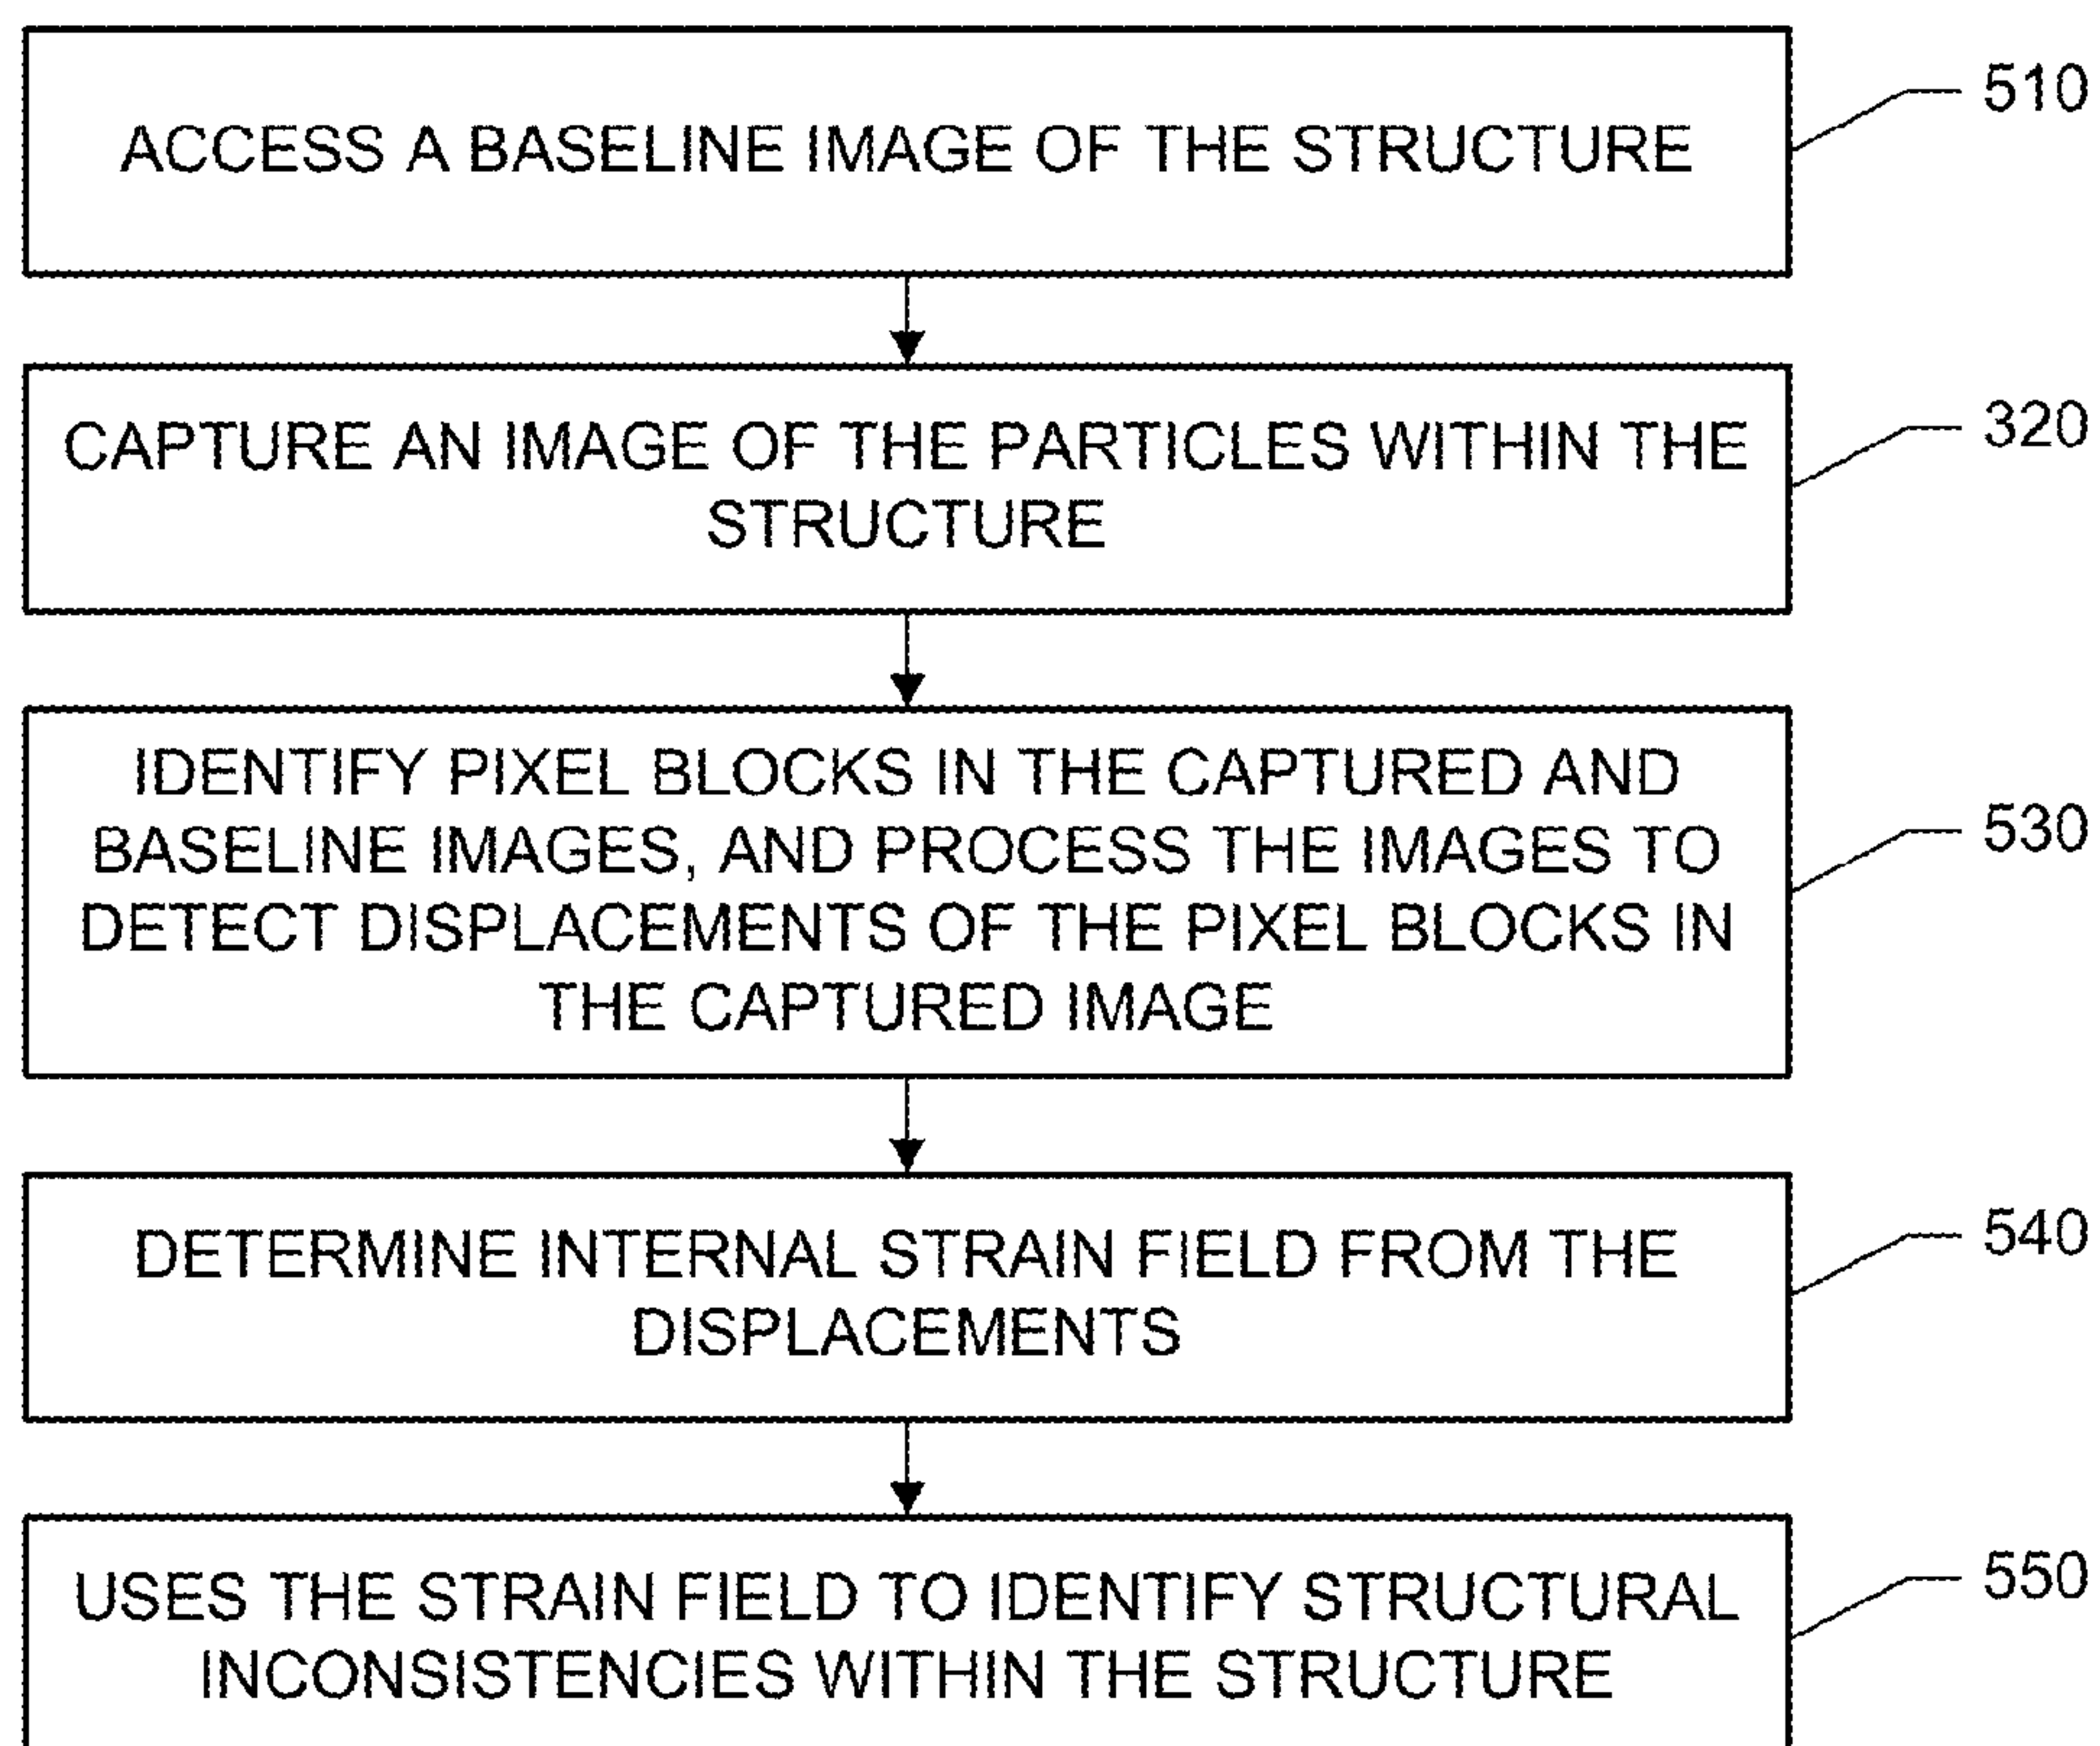 ACCESS A BASELINE IMAGE OF THE STRUCTURE
510
CAPTURE AN IMAGE OF THE PARTICLES WITHIN THE
STRUCTURE
320
IDENTIFY PIXEL BLOCKS IN THE CAPTURED AND
BASELINE IMAGES, AND PROCESS THE IMAGES TO
DETECT DISPLACEMENTS OF THE PIXEL BLOCKS IN
THE CAPTURED IMAGE
530
DETERMINE INTERNAL STRAIN FIELD FROM THE
DISPLACEMENTS
540
USES THE STRAIN FIELD TO IDENTIFY STRUCTURAL
INCONSISTENCIES WITHIN THE STRUCTURE
550